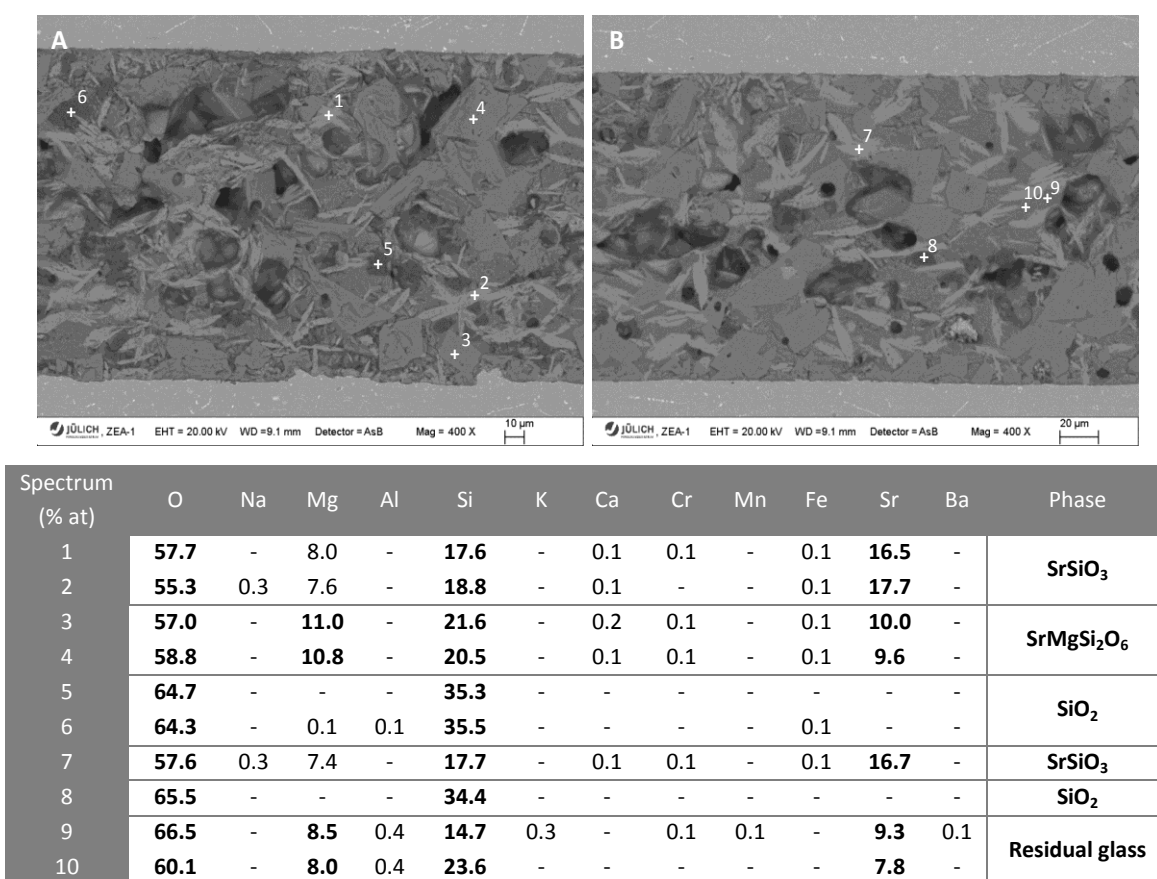 A
B
6
1
4
5
2
3
7
10 9
8
JÜLICH , ZEA-1 EHT = 20.00 kV WD =9.1 mm Detector = AsB Mag = 400 X 10 µm
JÜLICH , ZEA-1 EHT = 20.00 kV WD =9.1 mm Detector = AsB Mag = 400 X 20 µm
Spectrum (% at) O Na Mg Al Si K Ca Cr Mn Fe Sr Ba Phase
1 57.7 - 8.0 - 17.6 - 0.1 0.1 - 0.1 16.5 - SrSiO₃
2 55.3 0.3 7.6 - 18.8 - 0.1 - - 0.1 17.7 -
3 57.0 - 11.0 - 21.6 - 0.2 0.1 - 0.1 10.0 - SrMgSi₂O₆
4 58.8 - 10.8 - 20.5 - 0.1 0.1 - 0.1 9.6 -
5 64.7 - - - 35.3 - - - - - - - SiO₂
6 64.3 - 0.1 0.1 35.5 - - - - 0.1 - -
7 57.6 0.3 7.4 - 17.7 - 0.1 0.1 - 0.1 16.7 - SrSiO₃
8 65.5 - - - 34.4 - - - - - - - SiO₂
9 66.5 - 8.5 0.4 14.7 0.3 - 0.1 0.1 - 9.3 0.1 Residual glass
10 60.1 - 8.0 0.4 23.6 - - - - - 7.8 -